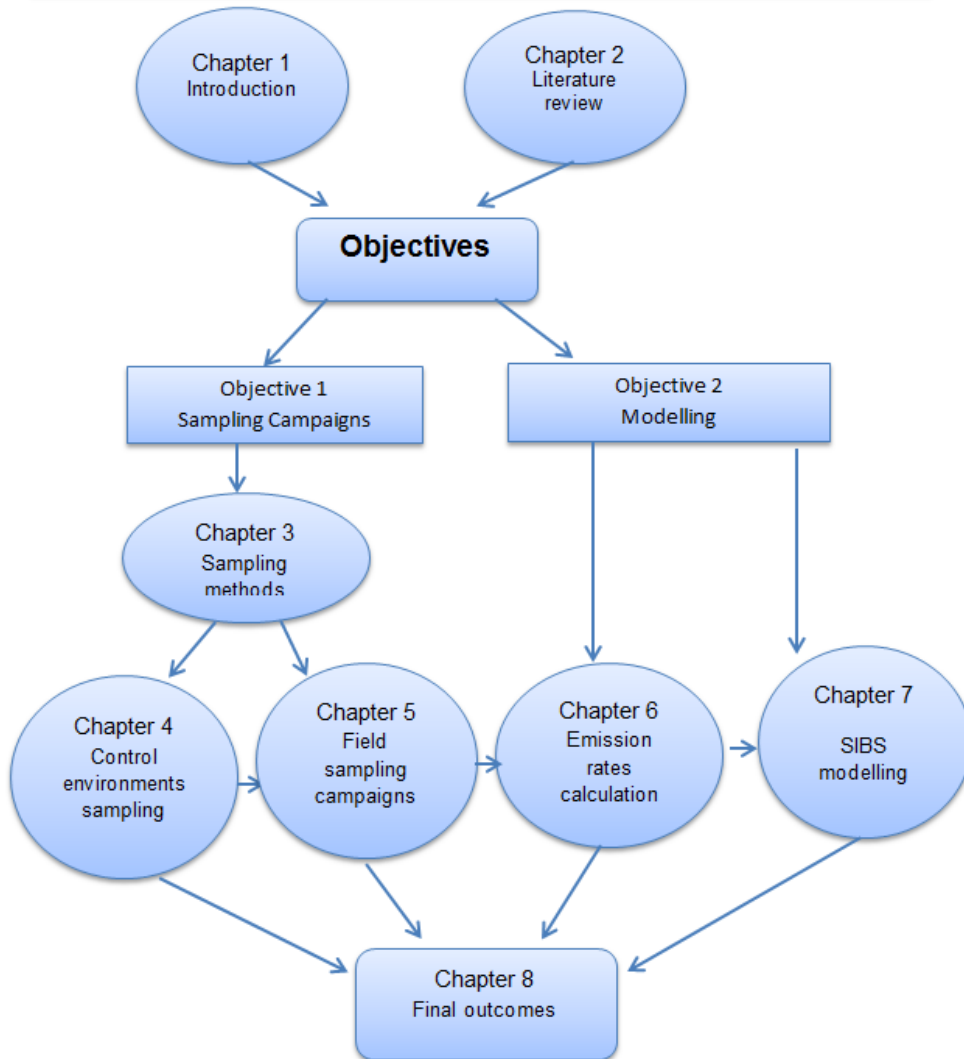 Chapter 1
Introduction
Chapter 2
Literature
review
Objectives
Objective 1
Sampling Campaigns
Objective 2
Modelling
Chapter 3
Sampling
methods
Chapter 4
Control
environments
sampling
Chapter 5
Field
sampling
campaigns
Chapter 6
Emission
rates
calculation
Chapter 7
SIBS
modelling
Chapter 8
Final outcomes